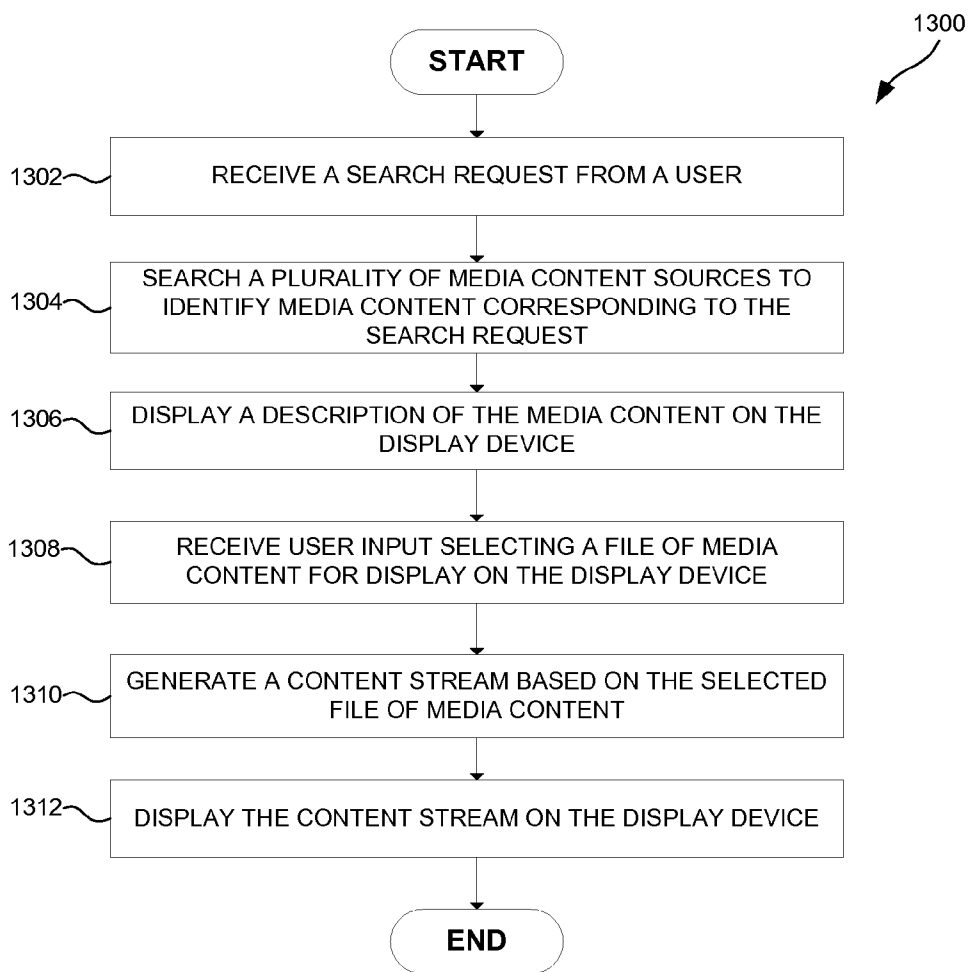 1300
START
1302
RECEIVE A SEARCH REQUEST FROM A USER
1304
SEARCH A PLURALITY OF MEDIA CONTENT SOURCES TO
IDENTIFY MEDIA CONTENT CORRESPONDING TO THE
SEARCH REQUEST
1306
DISPLAY A DESCRIPTION OF THE MEDIA CONTENT ON THE
DISPLAY DEVICE
1308
RECEIVE USER INPUT SELECTING A FILE OF MEDIA
CONTENT FOR DISPLAY ON THE DISPLAY DEVICE
1310
GENERATE A CONTENT STREAM BASED ON THE SELECTED
FILE OF MEDIA CONTENT
1312
DISPLAY THE CONTENT STREAM ON THE DISPLAY DEVICE
END